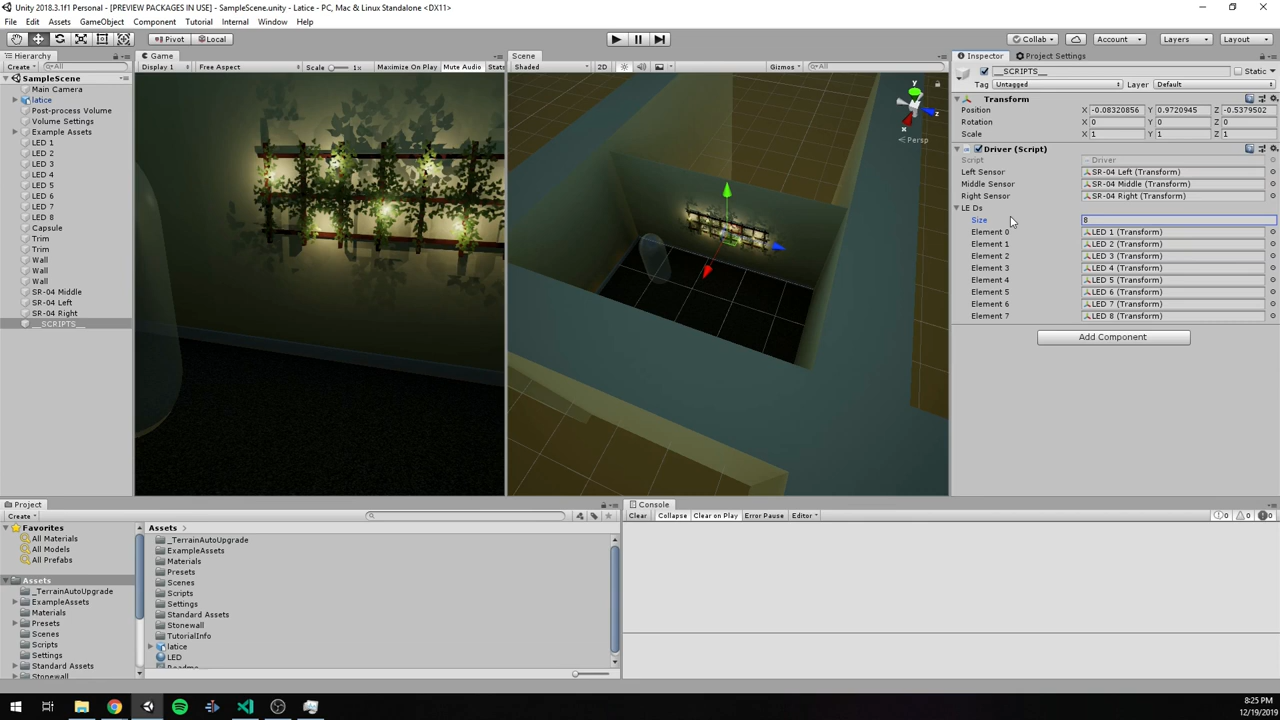 Unity 2018.3.1f1 Personal - [PREVIEW PACKAGES IN USE] - SampleScene.unity - Latice - PC, Mac & Linux Standalone <DX11>
File Edit Assets GameObject Component Tutorial Internal Window Help
Pivot Local Collab Account Layers Layout
Hierarchy
Create All
SampleScene
Main Camera
latice
Post-process Volume
Volume Settings
Example Assets
LED 1
LED 2
LED 3
LED 4
LED 5
LED 6
LED 7
LED 8
Capsule
Trim
Trim
Wall
Wall
Wall
SR-04 Middle
SR-04 Left
SR-04 Right
__SCRIPTS__
Game
Display 1 Free Aspect Scale 1x Maximize On Play Mute Audio Stats
Scene
Shaded 2D Gizmos All
y
x
z
Persp
Inspector Project Settings
__SCRIPTS__ Static
Tag Untagged Layer Default
Transform
Position X -0.08320856 Y 0.9720945 Z -0.5379502
Rotation X 0 Y 0 Z 0
Scale X 1 Y 1 Z 1
Driver (Script)
Script Driver
Left Sensor SR-04 Left (Transform)
Middle Sensor SR-04 Middle (Transform)
Right Sensor SR-04 Right (Transform)
LE Ds
Size 8
Element 0 LED 1 (Transform)
Element 1 LED 2 (Transform)
Element 2 LED 3 (Transform)
Element 3 LED 4 (Transform)
Element 4 LED 5 (Transform)
Element 5 LED 6 (Transform)
Element 6 LED 7 (Transform)
Element 7 LED 8 (Transform)
Add Component
Project
Create
Favorites
All Materials
All Models
All Prefabs
Assets
_TerrainAutoUpgrade
ExampleAssets
Materials
Presets
Scenes
Scripts
Settings
Standard Assets
Stonewall
Assets
_TerrainAutoUpgrade
ExampleAssets
Materials
Presets
Scenes
Scripts
Settings
Standard Assets
Stonewall
TutorialInfo
latice
LED
Console
Clear Collapse Clear on Play Error Pause Editor 0 0 0
8:25 PM
12/19/2019